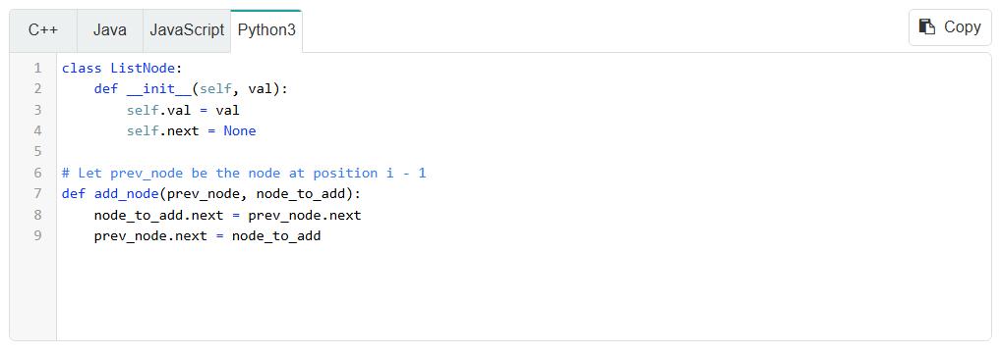 C++ Java JavaScript Python3 Copy
1 class ListNode:
2     def __init__(self, val):
3         self.val = val
4         self.next = None
5
6 # Let prev_node be the node at position i - 1
7 def add_node(prev_node, node_to_add):
8     node_to_add.next = prev_node.next
9     prev_node.next = node_to_add